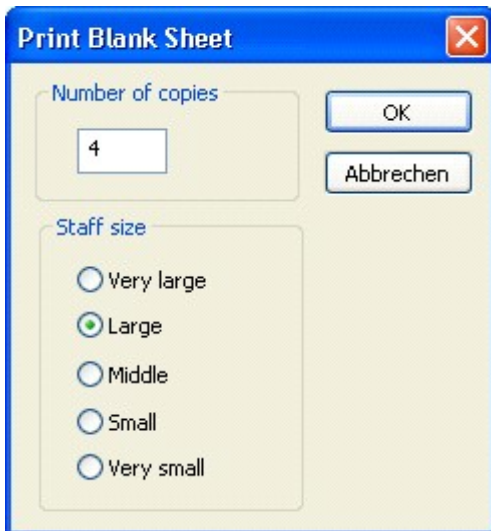 Print Blank Sheet
Number of copies
4
OK
Abbrechen
Staff size
Very large
Large
Middle
Small
Very small